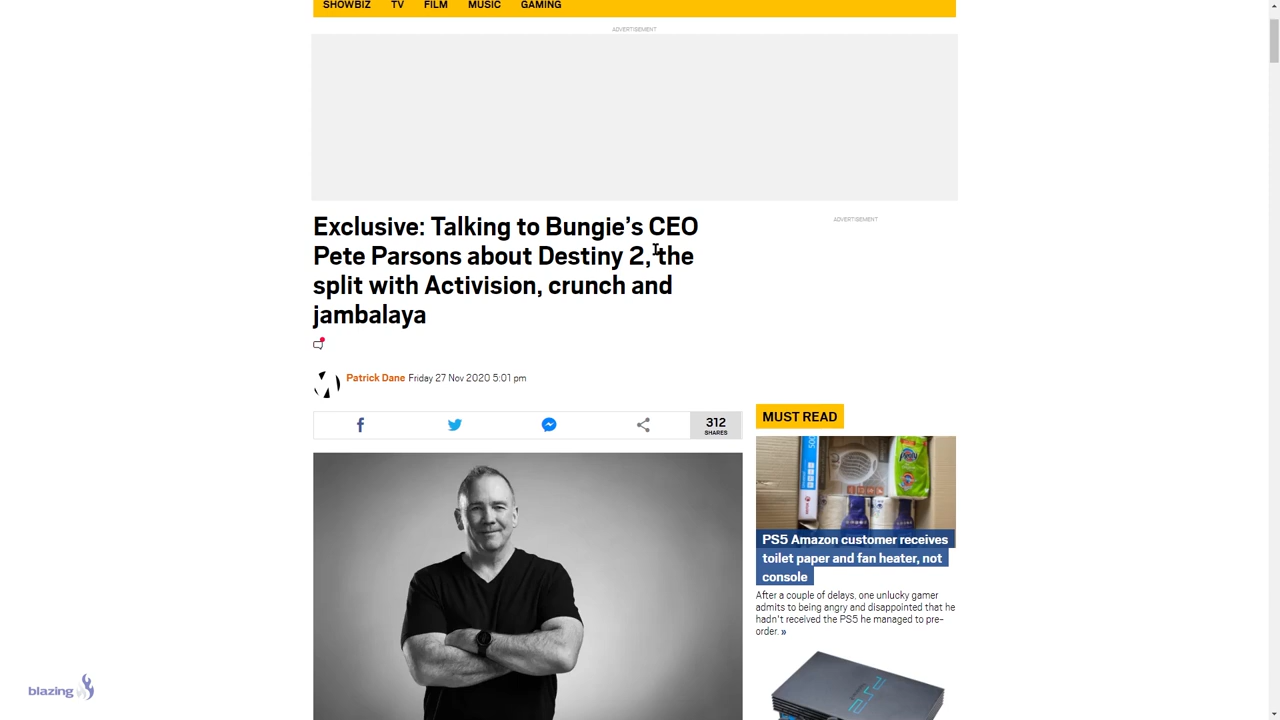 SHOWBIZ TV FILM MUSIC GAMING
ADVERTISEMENT
Exclusive: Talking to Bungie’s CEO
Pete Parsons about Destiny 2, the
split with Activision, crunch and
jambalaya
Patrick Dane Friday 27 Nov 2020 5:01 pm
312
SHARES
ADVERTISEMENT
MUST READ
PS5 Amazon customer receives
toilet paper and fan heater, not
console
After a couple of delays, one unlucky gamer
admits to being angry and disappointed that he
hadn't received the PS5 he managed to pre-
order. »
blazing